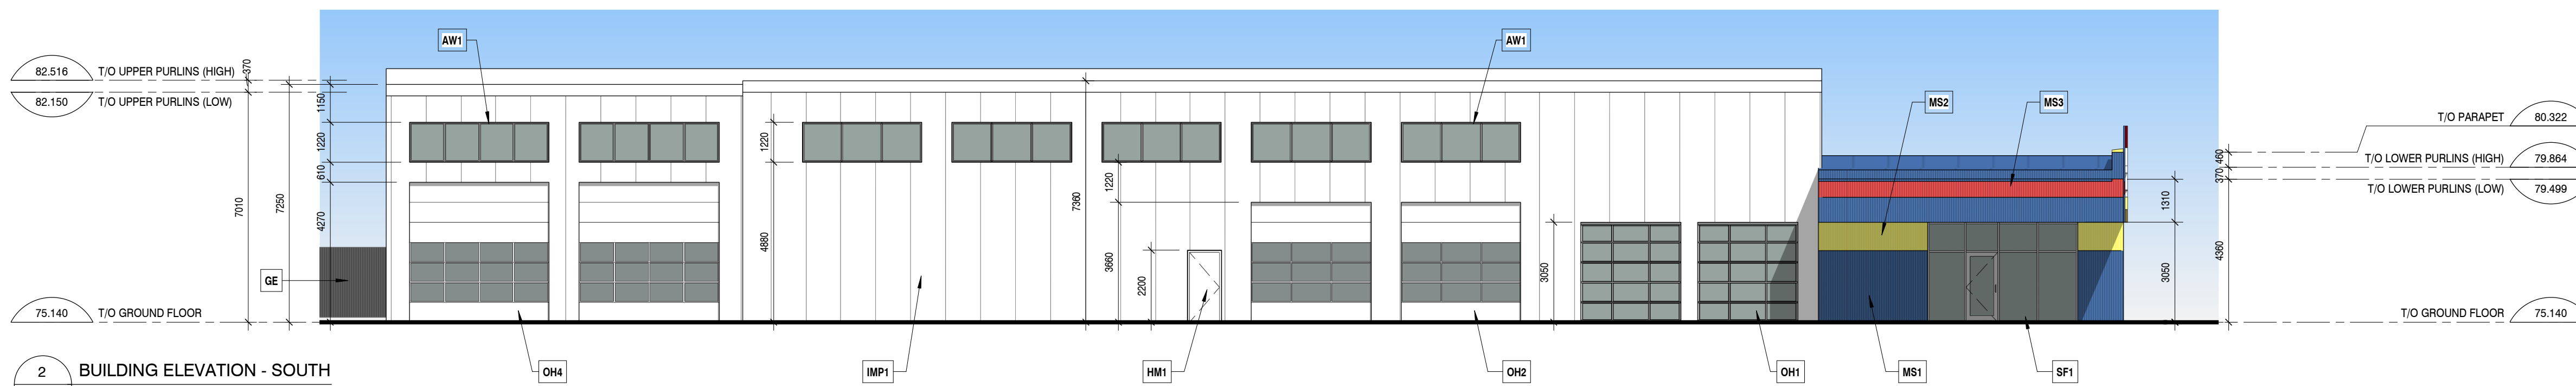 AW1
AW1
82.516
T/O UPPER PURLINS (HIGH)
370
82.150
T/O UPPER PURLINS (LOW)
1150
MS2
MS3
T/O PARAPET
80.322
1220
1220
610
1220
T/O LOWER PURLINS (HIGH)
79.864
460
370
T/O LOWER PURLINS (LOW)
79.499
7010
7250
4270
7360
1310
4880
3660
2200
3050
3050
4360
GE
75.140
T/O GROUND FLOOR
T/O GROUND FLOOR
75.140
2
BUILDING ELEVATION - SOUTH
OH4
IMP1
HM1
OH2
OH1
MS1
SF1